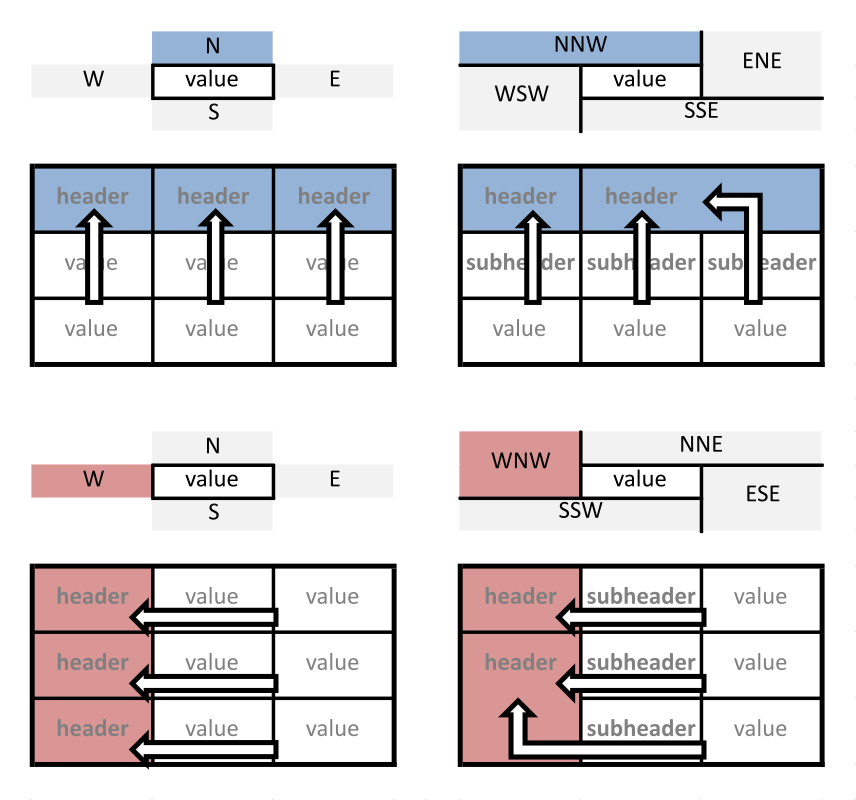 N
W value E
S
NNW
ENE
WSW value
SSE
header header header
value value value
value value value
header header
subheader subheader subheader
value value value
N
W value E
S
WNW NNE
value
SSW ESE
header value value
header value value
header value value
header subheader value
header subheader value
subheader value